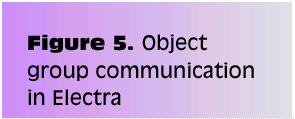 Figure 5. Object
group communication
in Electra